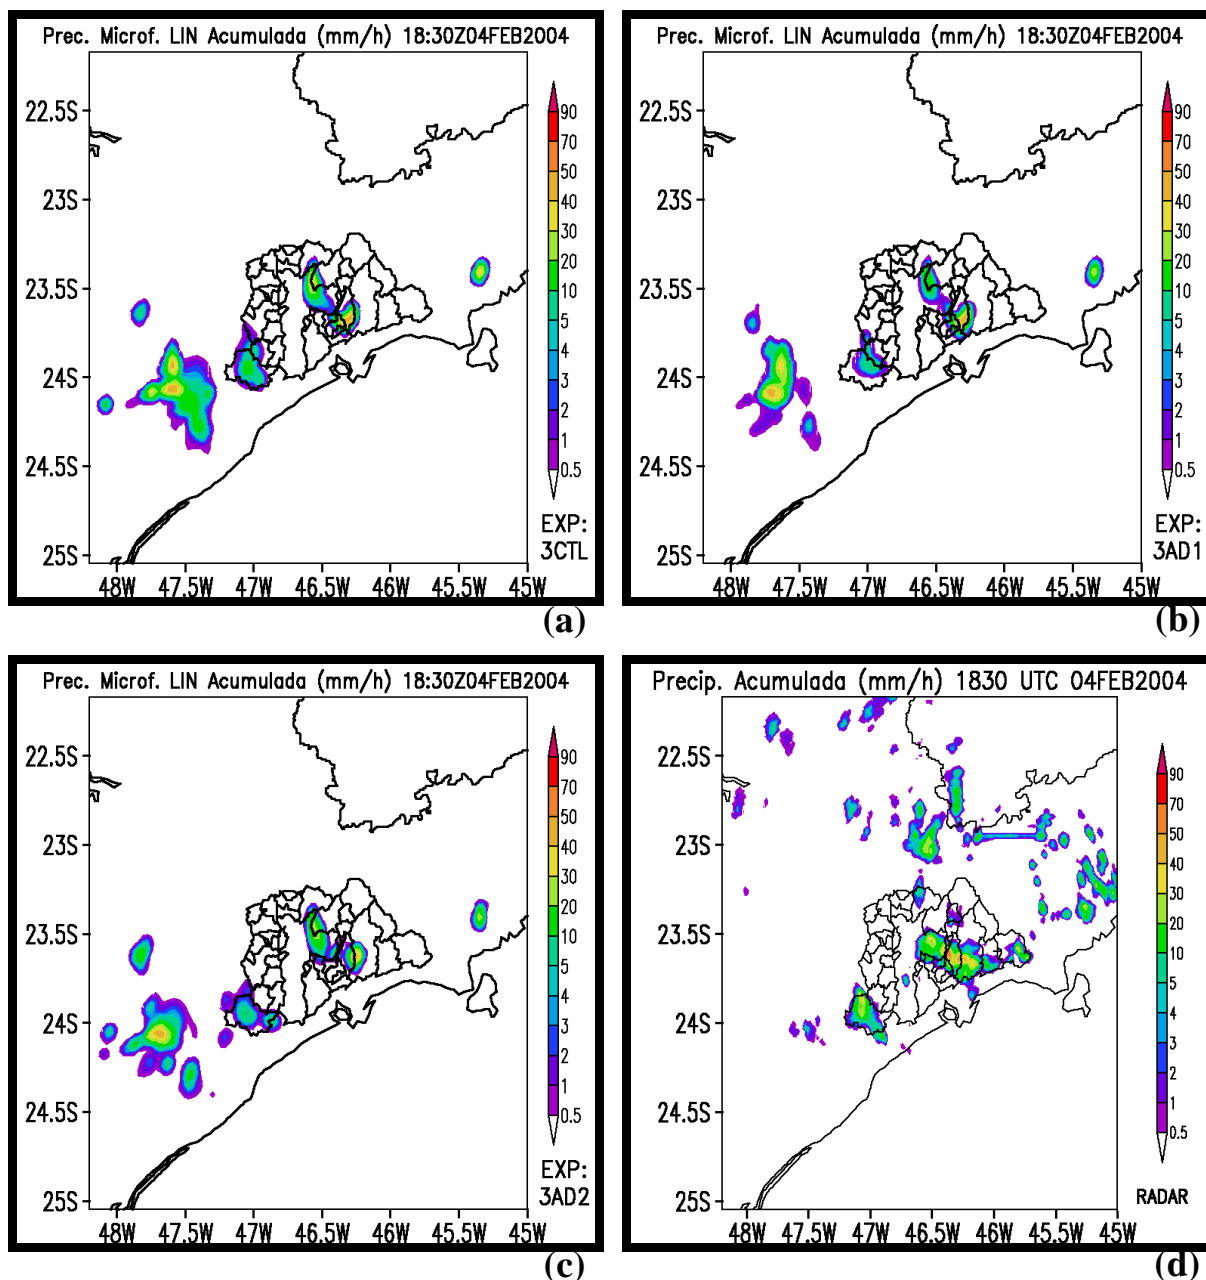 Prec. Microf. LIN Acumulada (mm/h) 18:30Z04FEB2004
22.5S
23S
23.5S
24S
24.5S
25S
48W 47.5W 47W 46.5W 46W 45.5W 45W
90
70
50
40
30
20
10
5
4
3
2
1
0.5
EXP:
3CTL
(a)
Prec. Microf. LIN Acumulada (mm/h) 18:30Z04FEB2004
22.5S
23S
23.5S
24S
24.5S
25S
48W 47.5W 47W 46.5W 46W 45.5W 45W
90
70
50
40
30
20
10
5
4
3
2
1
0.5
EXP:
3AD1
(b)
Prec. Microf. LIN Acumulada (mm/h) 18:30Z04FEB2004
22.5S
23S
23.5S
24S
24.5S
25S
48W 47.5W 47W 46.5W 46W 45.5W 45W
90
70
50
40
30
20
10
5
4
3
2
1
0.5
EXP:
3AD2
(c)
Precip. Acumulada (mm/h) 1830 UTC 04FEB2004
22.5S
23S
23.5S
24S
24.5S
25S
48W 47.5W 47W 46.5W 46W 45.5W 45W
90
70
50
40
30
20
10
5
4
3
2
1
0.5
RADAR
(d)